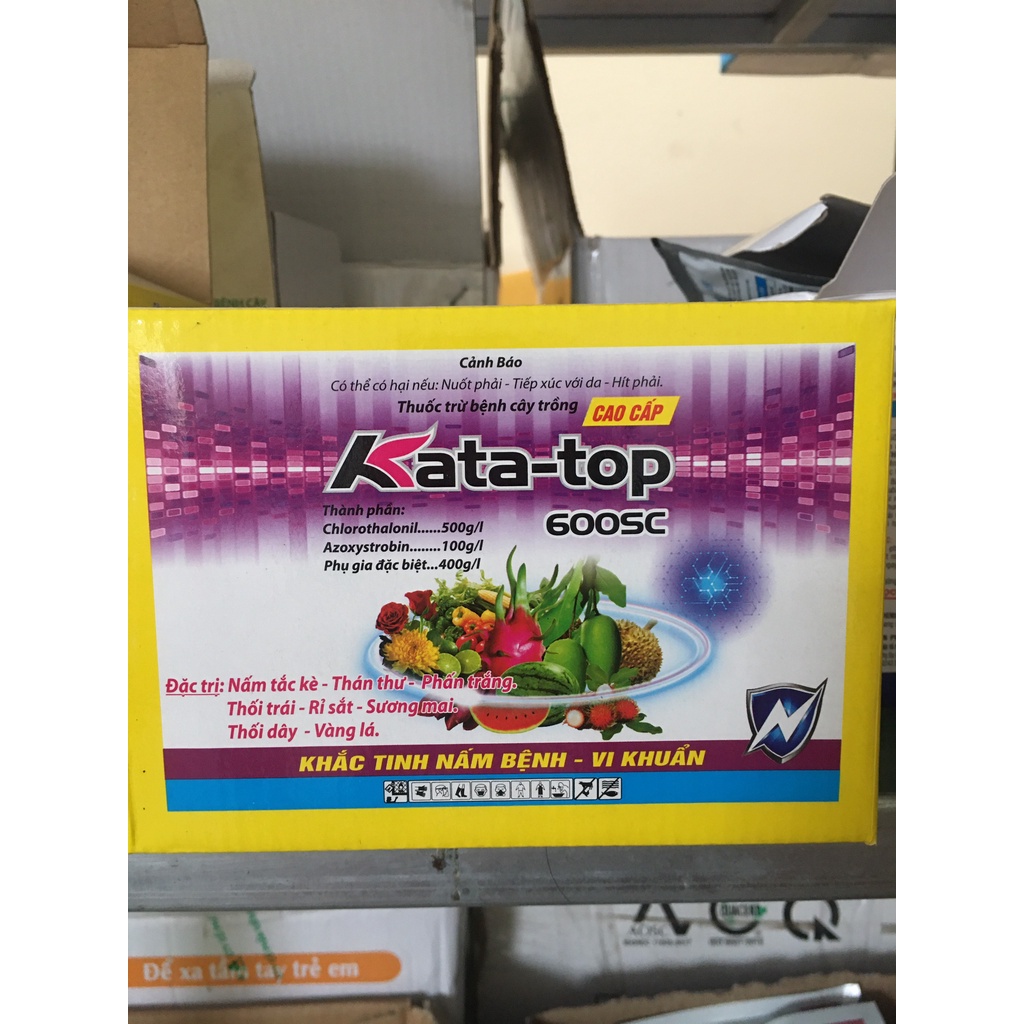 BỆNH CÂY
Cảnh Báo
Có thể có hại nếu: Nuốt phải - Tiếp xúc với da - Hít phải.
Thuốc trừ bệnh cây trồng CAO CẤP
Kata-top
600SC
Thành phần:
Chlorothalonil......500g/l
Azoxystrobin........100g/l
Phụ gia đặc biệt...400g/l
Đặc trị: Nấm tắc kè - Thán thư - Phấn trắng.
Thối trái - Rỉ sắt - Sương mai.
Thối dây - Vàng lá.
KHẮC TINH NẤM BỆNH - VI KHUẨN
Để xa tầm tay trẻ em